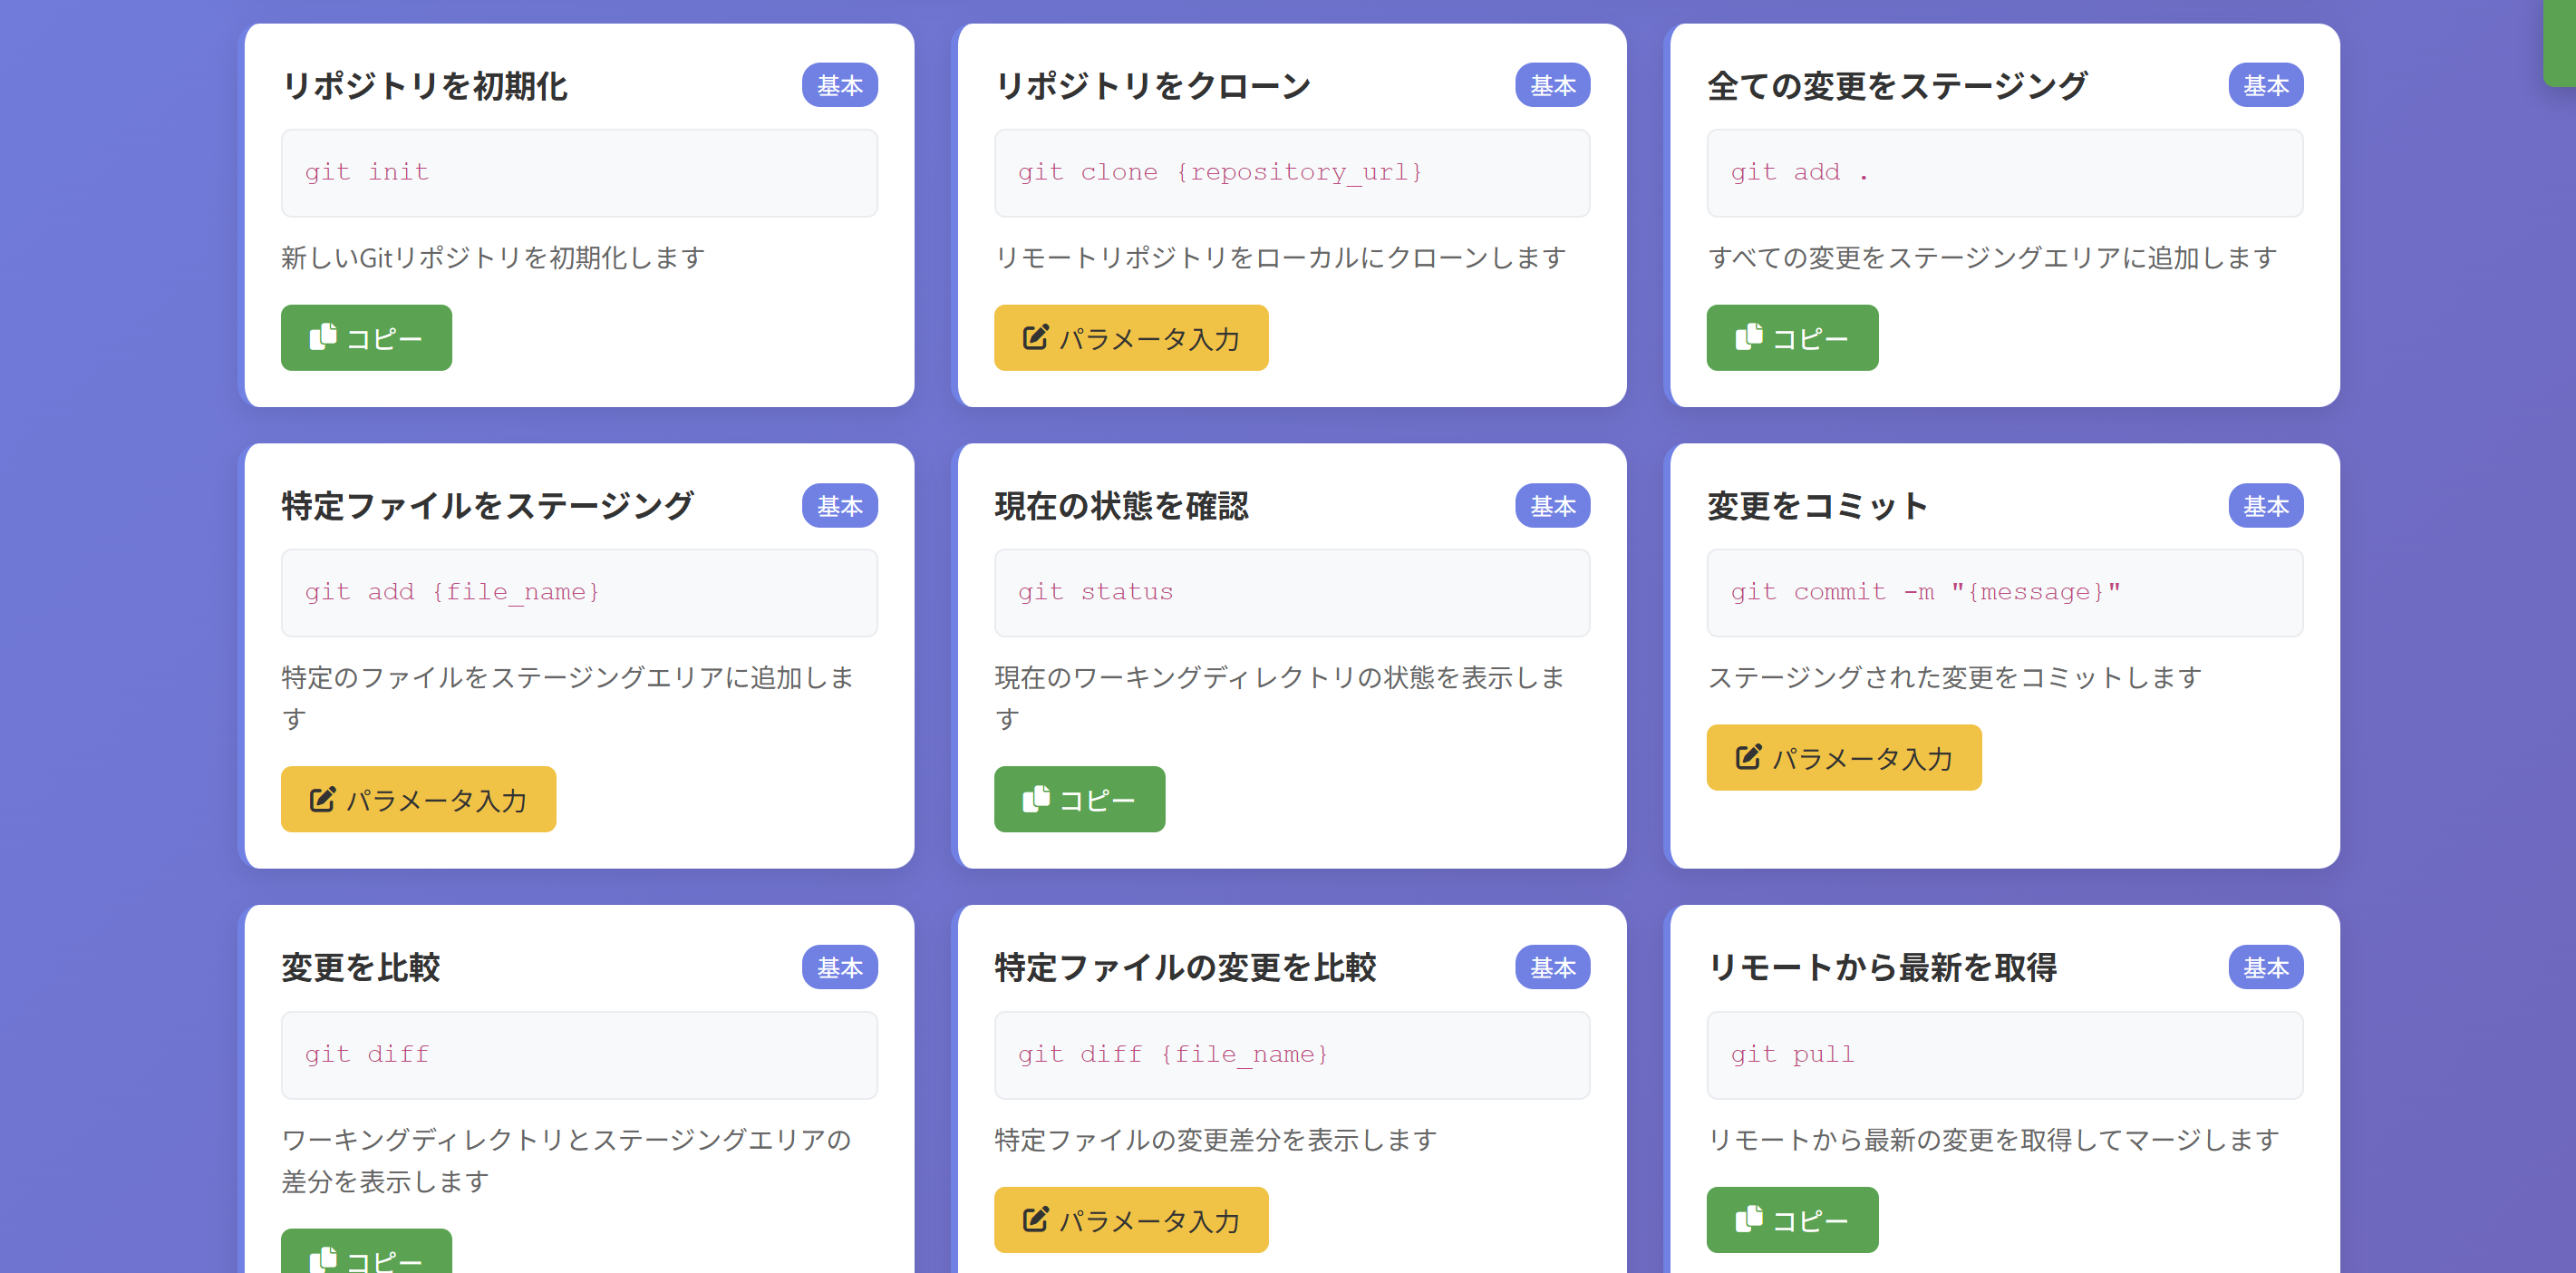 リポジトリを初期化
基本
git init
新しいGitリポジトリを初期化します
コピー
リポジトリをクローン
基本
git clone {repository_url}
リモートリポジトリをローカルにクローンします
パラメータ入力
全ての変更をステージング
基本
git add .
すべての変更をステージングエリアに追加します
コピー
特定ファイルをステージング
基本
git add {file_name}
特定のファイルをステージングエリアに追加しま
す
パラメータ入力
現在の状態を確認
基本
git status
現在のワーキングディレクトリの状態を表示しま
す
コピー
変更をコミット
基本
git commit -m "{message}"
ステージングされた変更をコミットします
パラメータ入力
変更を比較
基本
git diff
ワーキングディレクトリとステージングエリアの
差分を表示します
コピー
特定ファイルの変更を比較
基本
git diff {file_name}
特定ファイルの変更差分を表示します
パラメータ入力
リモートから最新を取得
基本
git pull
リモートから最新の変更を取得してマージします
コピー